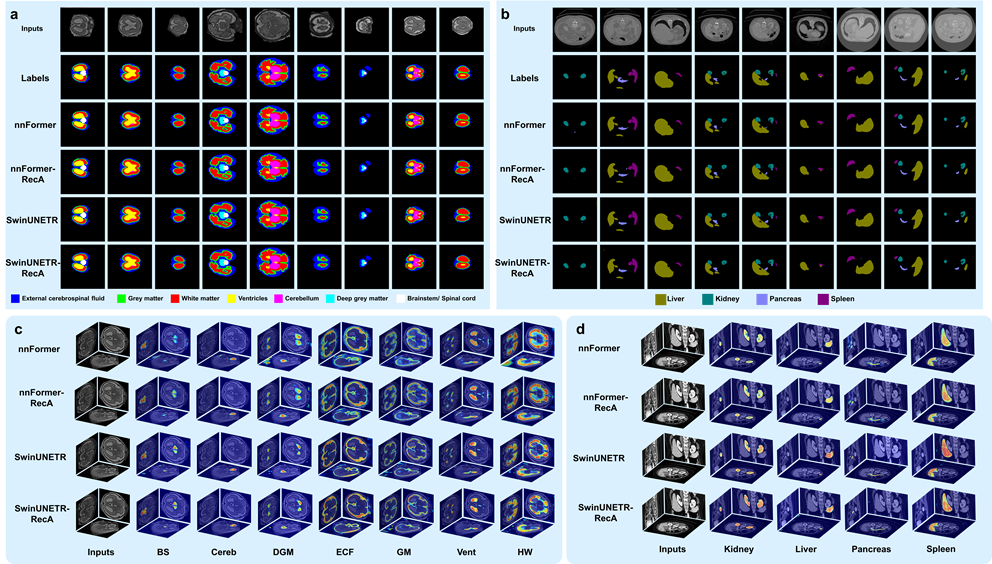 a
Inputs
Labels
nnFormer
nnFormer-
RecA
SwinUNETR
SwinUNETR-
RecA
External cerebrospinal fluid
Grey matter
White matter
Ventricles
Cerebellum
Deep grey matter
Brainstem/ Spinal cord
b
Inputs
Labels
nnFormer
nnFormer-
RecA
SwinUNETR
SwinUNETR-
RecA
Liver
Kidney
Pancreas
Spleen
c
nnFormer
nnFormer-
RecA
SwinUNETR
SwinUNETR-
RecA
Inputs
BS
Cereb
DGM
ECF
GM
Vent
HW
d
nnFormer
nnFormer-
RecA
SwinUNETR
SwinUNETR-
RecA
Inputs
Kidney
Liver
Pancreas
Spleen